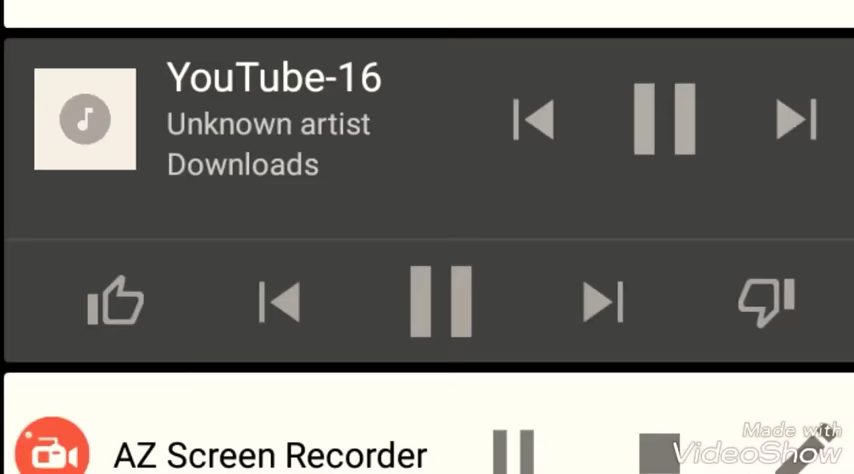 YouTube-16
Unknown artist
Downloads
AZ Screen Recorder
Made with
VideoShow